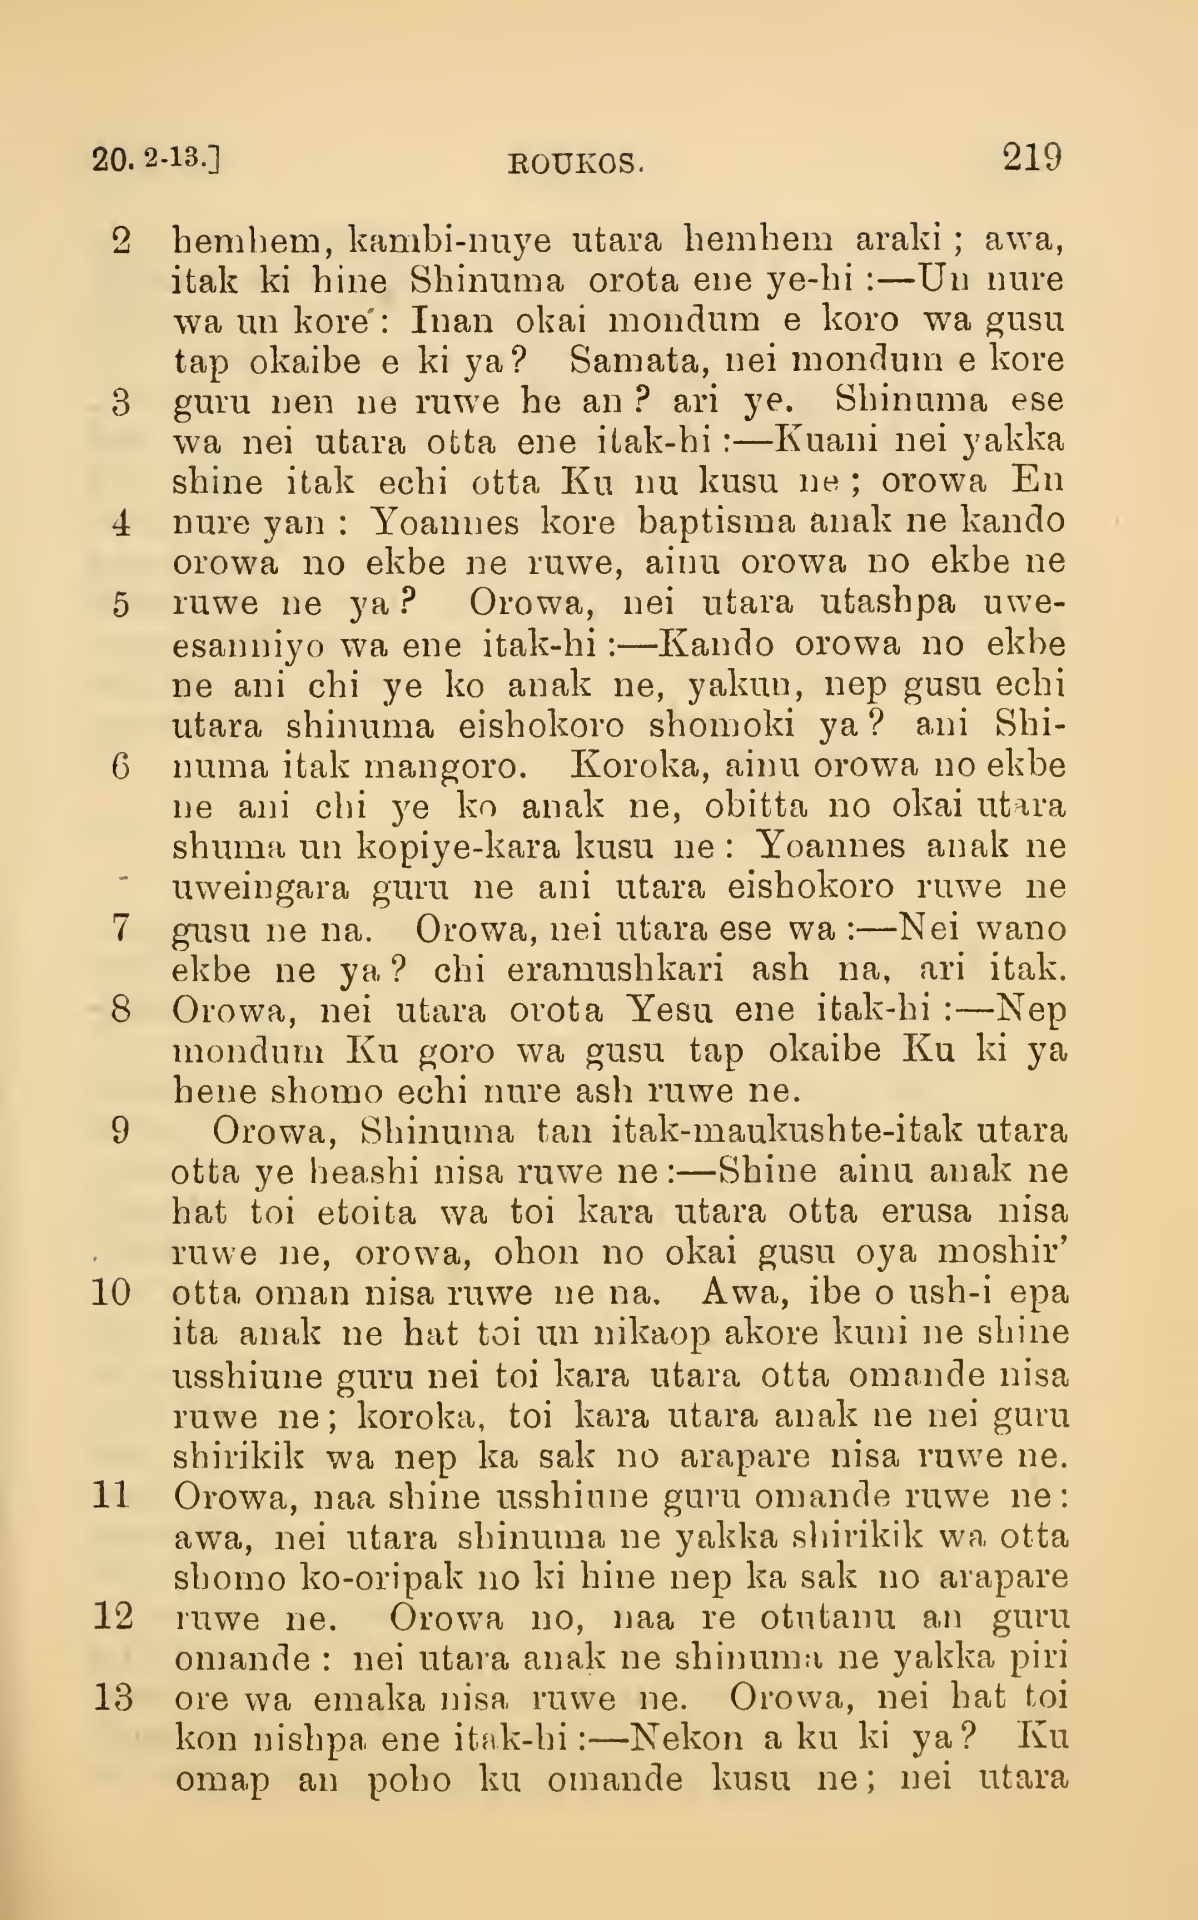 20. 2-13.] ROUKOS. 219
2 hemhem, kambi-nuye utara hemhem araki ; awa,
itak ki hine Shinuma orota ene ye-hi :—Un nure
wa un kore : Inan okai mondum e koro wa gusu
tap okaibe e ki ya ? Samata, nei mondum e kore
3 guru nen ne ruwe he an ? ari ye. Shinuma ese
wa nei utara otta ene itak-hi :—Kuani nei yakka
shine itak echi otta Ku nu kusu ne ; orowa En
4 nure yan : Yoannes kore baptisma anak ne kando
orowa no ekbe ne ruwe, ainu orowa no ekbe ne
5 ruwe ne ya ? Orowa, nei utara utashpa uwe-
esanniyo wa ene itak-hi :—Kando orowa no ekbe
ne ani chi ye ko anak ne, yakun, nep gusu echi
utara shinuma eishokoro shomoki ya ? ani Shi-
6 numa itak mangoro. Koroka, ainu orowa no ekbe
ne ani chi ye ko anak ne, obitta no okai utara
shuma un kopiye-kara kusu ne : Yoannes anak ne
uweingara guru ne ani utara eishokoro ruwe ne
7 gusu ne na. Orowa, nei utara ese wa :—Nei wano
ekbe ne ya ? chi eramushkari ash na, ari itak.
8 Orowa, nei utara orota Yesu ene itak-hi :—Nep
mondum Ku goro wa gusu tap okaibe Ku ki ya
hene shomo echi nure ash ruwe ne.
9 Orowa, Shinuma tan itak-maukushte-itak utara
otta ye heashi nisa ruwe ne :—Shine ainu anak ne
hat toi etoita wa toi kara utara otta erusa nisa
ruwe ne, orowa, ohon no okai gusu oya moshir’
10 otta oman nisa ruwe ne na. Awa, ibe o ush-i epa
ita anak ne hat toi un nikaop akore kuni ne shine
usshiune guru nei toi kara utara otta omande nisa
ruwe ne ; koroka, toi kara utara anak ne nei guru
shirikik wa nep ka sak no arapare nisa ruwe ne.
11 Orowa, naa shine usshiune guru omande ruwe ne :
awa, nei utara shinuma ne yakka shirikik wa otta
shomo ko-oripak no ki hine nep ka sak no arapare
12 ruwe ne. Orowa no, naa re otutanu an guru
omande : nei utara anak ne shinuma ne yakka piri
13 ore wa emaka nisa ruwe ne. Orowa, nei hat toi
kon nishpa ene itak-hi :—Nekon a ku ki ya ? Ku
omap an poho ku omande kusu ne ; nei utara